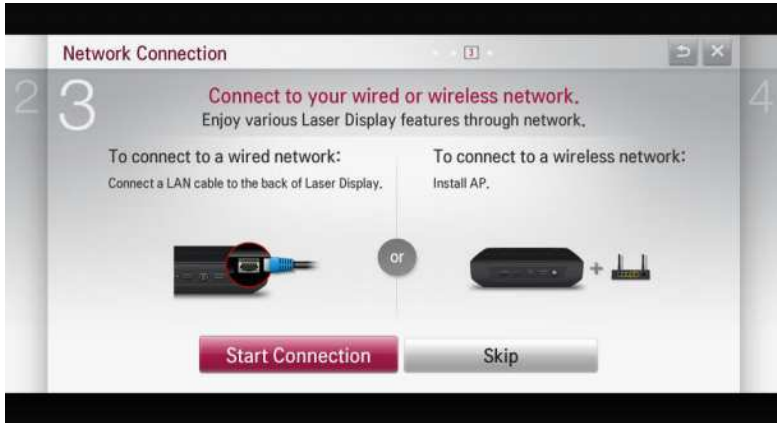 Network Connection
3
2
3
4
Connect to your wired or wireless network.
Enjoy various Laser Display features through network.
To connect to a wired network:
Connect a LAN cable to the back of Laser Display.
To connect to a wireless network:
Install AP.
or
+
Start Connection
Skip